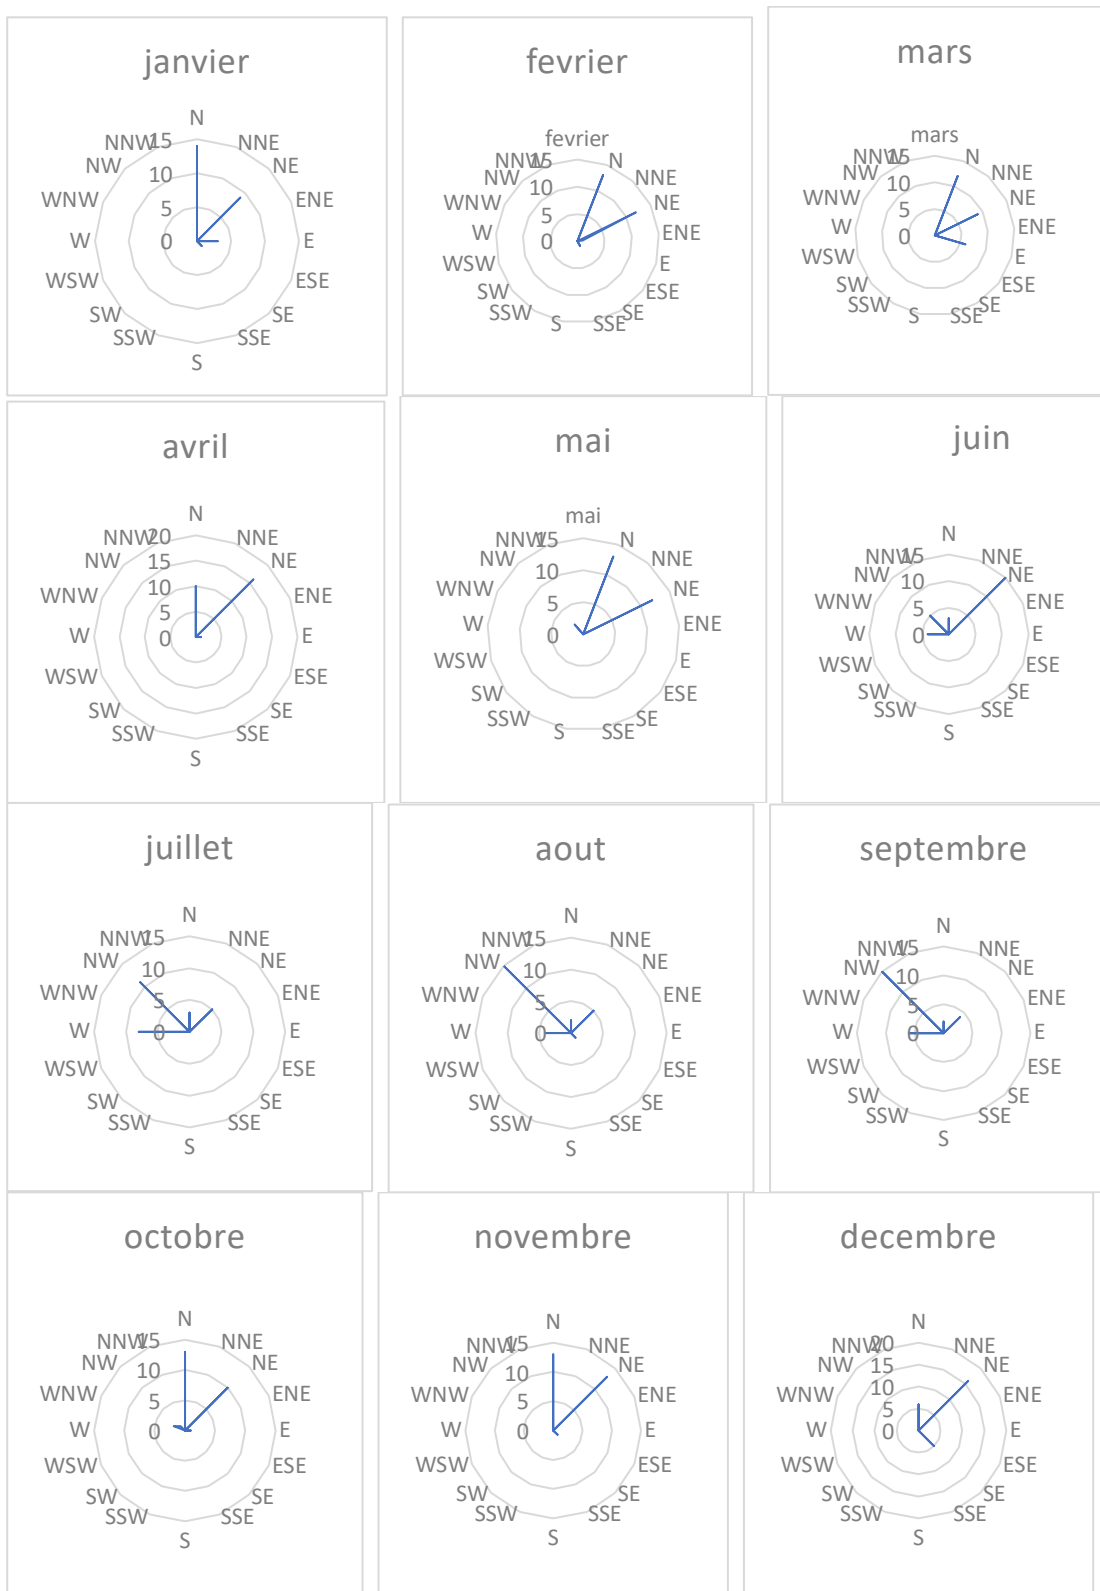 janvier
N
NNE
NE
ENE
E
ESE
SE
SSE
S
SSW
SW
WSW
W
WNW
NW
NNW
15
10
5
0
fevrier
fevrier
N
NNE
NE
ENE
E
ESE
SE
SSE
S
SSW
SW
WSW
W
WNW
NW
NNW
15
10
5
0
mars
mars
N
NNE
NE
ENE
E
ESE
SE
SSE
S
SSW
SW
WSW
W
WNW
NW
NNW
15
10
5
0
avril
N
NNE
NE
ENE
E
ESE
SE
SSE
S
SSW
SW
WSW
W
WNW
NW
NNW
20
15
10
5
0
mai
mai
N
NNE
NE
ENE
E
ESE
SE
SSE
S
SSW
SW
WSW
W
WNW
NW
NNW
15
10
5
0
juin
N
NNE
NE
ENE
E
ESE
SE
SSE
S
SSW
SW
WSW
W
WNW
NW
NNW
15
10
5
0
juillet
N
NNE
NE
ENE
E
ESE
SE
SSE
S
SSW
SW
WSW
W
WNW
NW
NNW
15
10
5
0
aout
N
NNE
NE
ENE
E
ESE
SE
SSE
S
SSW
SW
WSW
W
WNW
NW
NNW
15
10
5
0
septembre
N
NNE
NE
ENE
E
ESE
SE
SSE
S
SSW
SW
WSW
W
WNW
NW
NNW
15
10
5
0
octobre
N
NNE
NE
ENE
E
ESE
SE
SSE
S
SSW
SW
WSW
W
WNW
NW
NNW
15
10
5
0
novembre
N
NNE
NE
ENE
E
ESE
SE
SSE
S
SSW
SW
WSW
W
WNW
NW
NNW
15
10
5
0
decembre
N
NNE
NE
ENE
E
ESE
SE
SSE
S
SSW
SW
WSW
W
WNW
NW
NNW
20
15
10
5
0